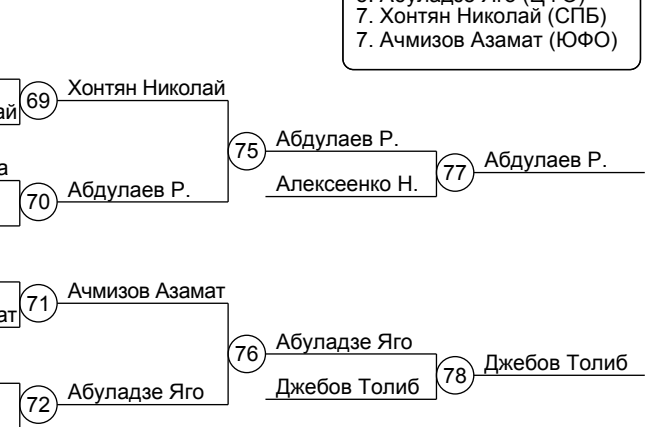 7. Хонтян Николай (СПБ)
7. Ачмизов Азамат (ЮФО)
69 Хонтян Николай
75 Абдулаев Р.
77 Абдулаев Р.
Алексеенко Н.
70 Абдулаев Р.
71 Ачмизов Азамат
76 Абуладзе Яго
78 Джебов Толиб
Джебов Толиб
72 Абуладзе Яго